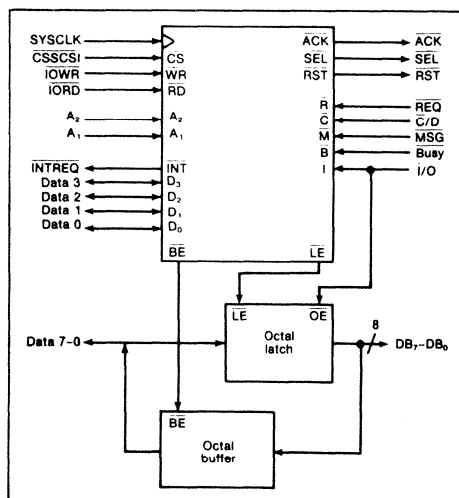 SYSCLK ACK ACK
CSSCSI CS SEL SEL
IOWR WR RST RST
IORD RD
R REQ
A₂ A₂ C C/D
A₁ A₁ M MSG
B Busy
INTREQ INT I I/O
Data 3 D₃
Data 2 D₂
Data 1 D₁
Data 0 D₀
BE LE
LE OE
Octal
latch
8
Data 7-0 DB₇-DB₀
BE
Octal
buffer